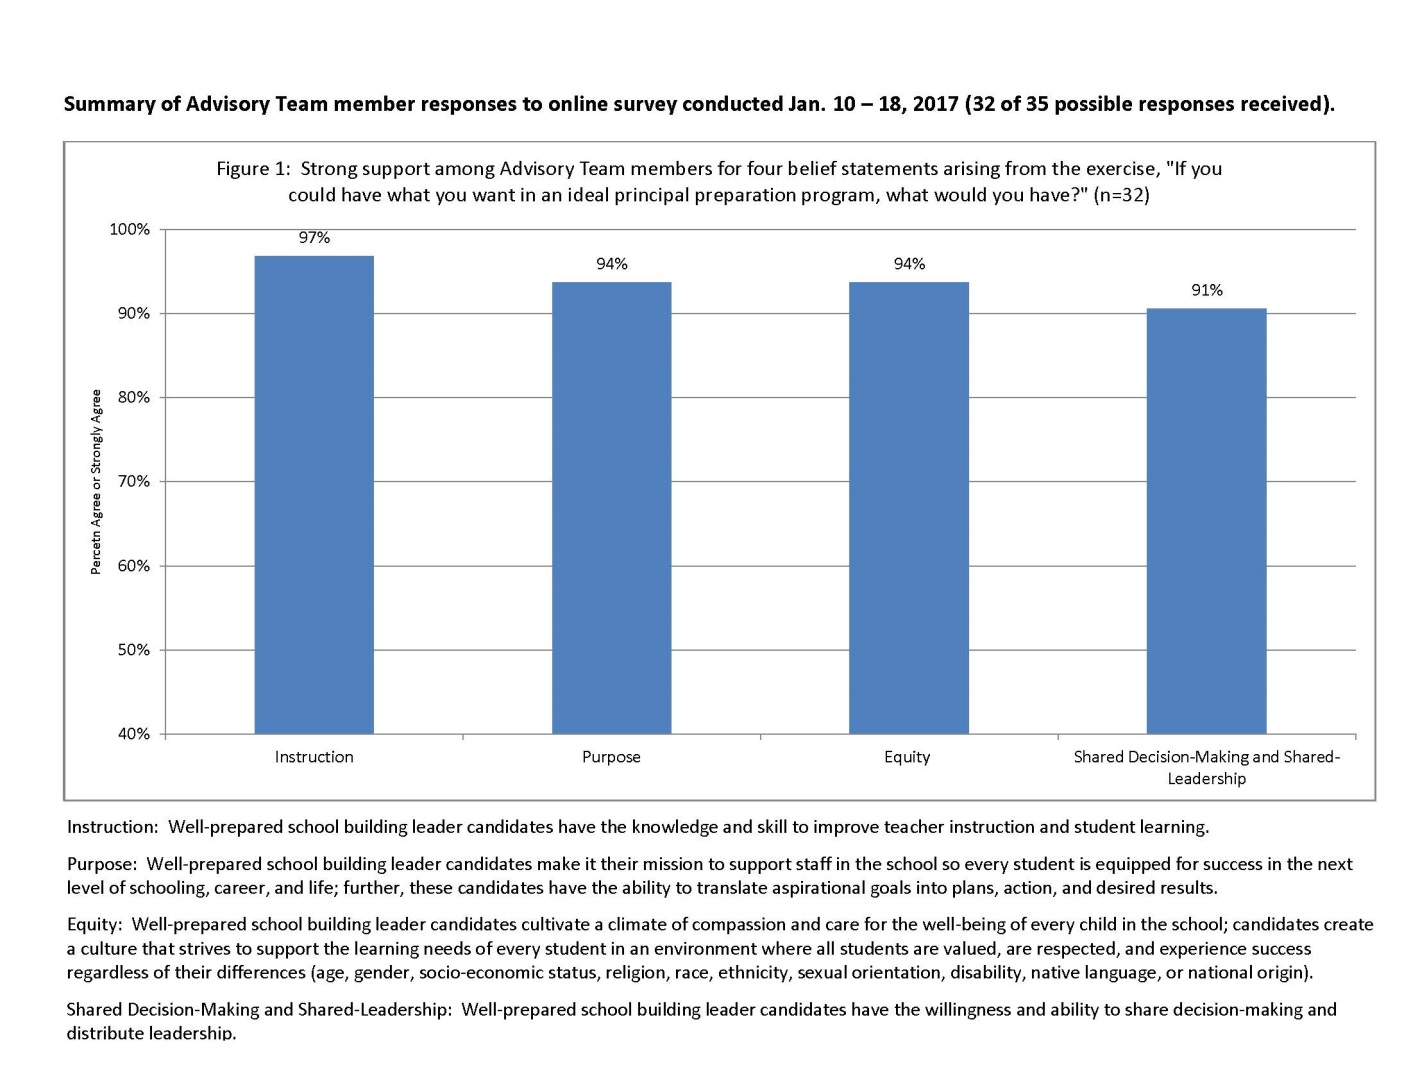 Summary of Advisory Team member responses to online survey conducted Jan. 10 – 18, 2017 (32 of 35 possible responses received).
Figure 1:  Strong support among Advisory Team members for four belief statements arising from the exercise, "If you
could have what you want in an ideal principal preparation program, what would you have?" (n=32)
100%
90%
80%
70%
60%
50%
40%
Percetn Agree or Strongly Agree
97%
94%
94%
91%
Instruction
Purpose
Equity
Shared Decision-Making and Shared-
Leadership
Instruction:  Well-prepared school building leader candidates have the knowledge and skill to improve teacher instruction and student learning.
Purpose:  Well-prepared school building leader candidates make it their mission to support staff in the school so every student is equipped for success in the next
level of schooling, career, and life; further, these candidates have the ability to translate aspirational goals into plans, action, and desired results.
Equity:  Well-prepared school building leader candidates cultivate a climate of compassion and care for the well-being of every child in the school; candidates create
a culture that strives to support the learning needs of every student in an environment where all students are valued, are respected, and experience success
regardless of their differences (age, gender, socio-economic status, religion, race, ethnicity, sexual orientation, disability, native language, or national origin).
Shared Decision-Making and Shared-Leadership:  Well-prepared school building leader candidates have the willingness and ability to share decision-making and
distribute leadership.